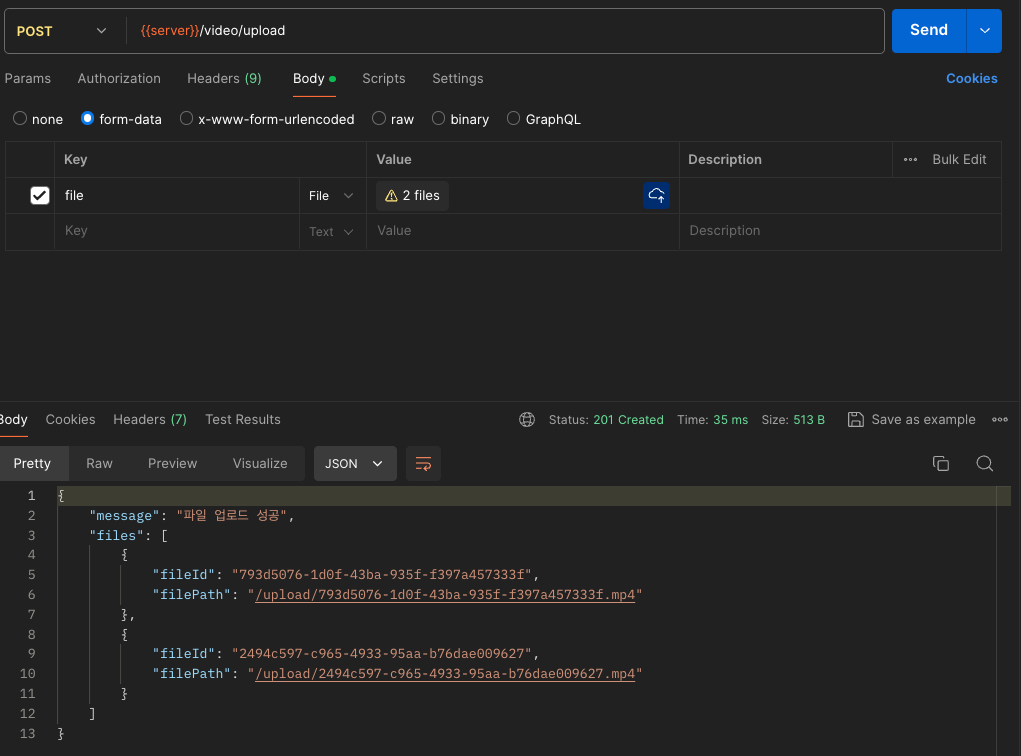 POST {{server}}/video/upload Send
Params Authorization Headers (9) Body Scripts Settings Cookies
none form-data x-www-form-urlencoded raw binary GraphQL
Key Value Description Bulk Edit
file File 2 files
Key Text Value Description
Body Cookies Headers (7) Test Results Status: 201 Created Time: 35 ms Size: 513 B Save as example
Pretty Raw Preview Visualize JSON
1 {
2 "message": "파일 업로드 성공",
3 "files": [
4 {
5 "fileId": "793d5076-1d0f-43ba-935f-f397a457333f",
6 "filePath": "/upload/793d5076-1d0f-43ba-935f-f397a457333f.mp4"
7 },
8 {
9 "fileId": "2494c597-c965-4933-95aa-b76dae009627",
10 "filePath": "/upload/2494c597-c965-4933-95aa-b76dae009627.mp4"
11 }
12 ]
13 }